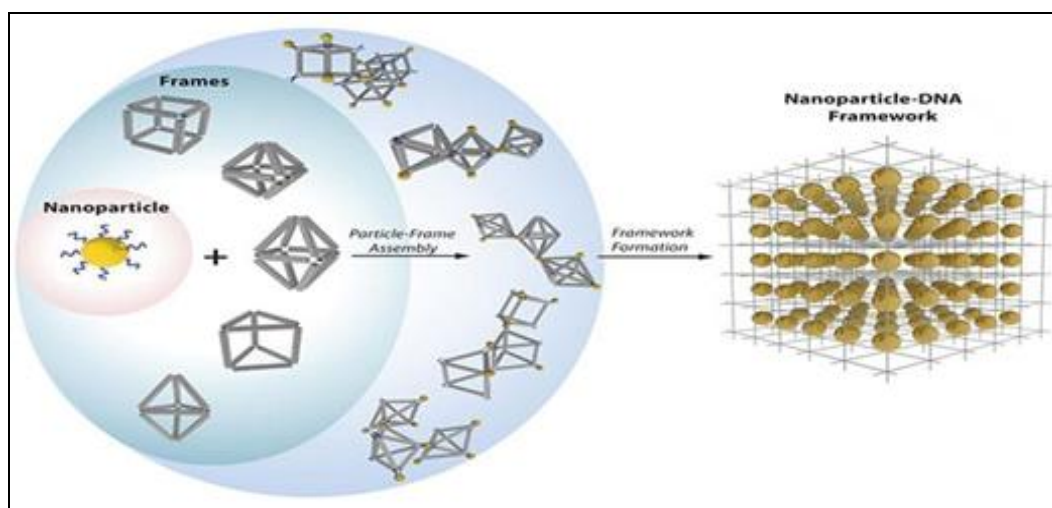 Frames
Nanoparticle
+
Particle-Frame
Assembly
Framework
Formation
Nanoparticle-DNA
Framework